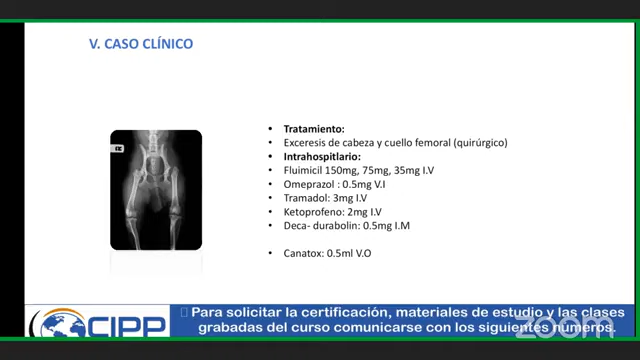 V. CASO CLÍNICO
• Tratamiento:
• Exceresis de cabeza y cuello femoral (quirúrgico)
• Intrahospitlario:
• Fluimicil 150mg, 75mg, 35mg I.V
• Omeprazol : 0.5mg V.I
• Tramadol: 3mg I.V
• Ketoprofeno: 2mg I.V
• Deca- durabolin: 0.5mg I.M
• Canatox: 0.5ml V.O
CIPP
Para solicitar la certificación, materiales de estudio y las clases
grabadas del curso comunicarse con los siguientes números.
zoom